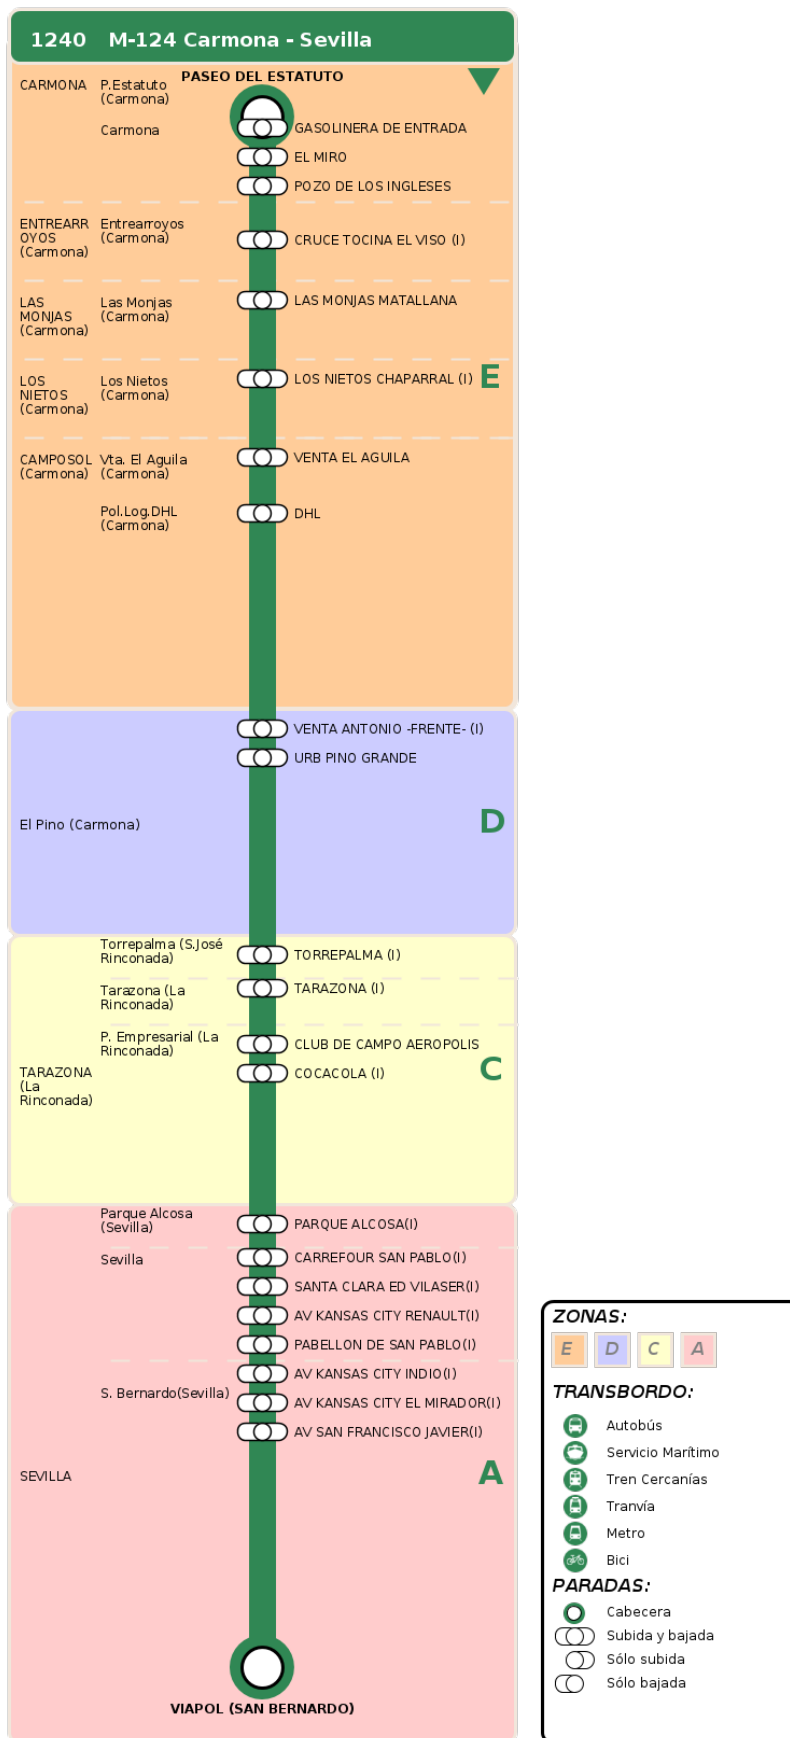 1240 M-124 Carmona - Sevilla
PASEO DEL ESTATUTO
CARMONA
P.Estatuto
(Carmona)
Carmona
GASOLINERA DE ENTRADA
EL MIRO
POZO DE LOS INGLESES
ENTREARR
OYOS
(Carmona)
Entrearroyos
(Carmona)
CRUCE TOCINA EL VISO (I)
LAS
MONJAS
(Carmona)
Las Monjas
(Carmona)
LAS MONJAS MATALLANA
LOS
NIETOS
(Carmona)
Los Nietos
(Carmona)
LOS NIETOS CHAPARRAL (I)
E
CAMPOSOL
(Carmona)
Vta. El Aguila
(Carmona)
VENTA EL AGUILA
Pol.Log.DHL
(Carmona)
DHL
VENTA ANTONIO -FRENTE- (I)
URB PINO GRANDE
El Pino (Carmona)
D
Torrepalma (S.José
Rinconada)
TORREPALMA (I)
Tarazona (La
Rinconada)
TARAZONA (I)
P. Empresarial (La
Rinconada)
CLUB DE CAMPO AEROPOLIS
COCACOLA (I)
TARAZONA
(La
Rinconada)
C
Parque Alcosa
(Sevilla)
PARQUE ALCOSA(I)
Sevilla
CARREFOUR SAN PABLO(I)
SANTA CLARA ED VILASER(I)
AV KANSAS CITY RENAULT(I)
PABELLON DE SAN PABLO(I)
AV KANSAS CITY INDIO(I)
S. Bernardo(Sevilla)
AV KANSAS CITY EL MIRADOR(I)
AV SAN FRANCISCO JAVIER(I)
SEVILLA
A
VIAPOL (SAN BERNARDO)
ZONAS:
E D C A
TRANSBORDO:
Autobús
Servicio Marítimo
Tren Cercanías
Tranvía
Metro
Bici
PARADAS:
Cabecera
Subida y bajada
Sólo subida
Sólo bajada